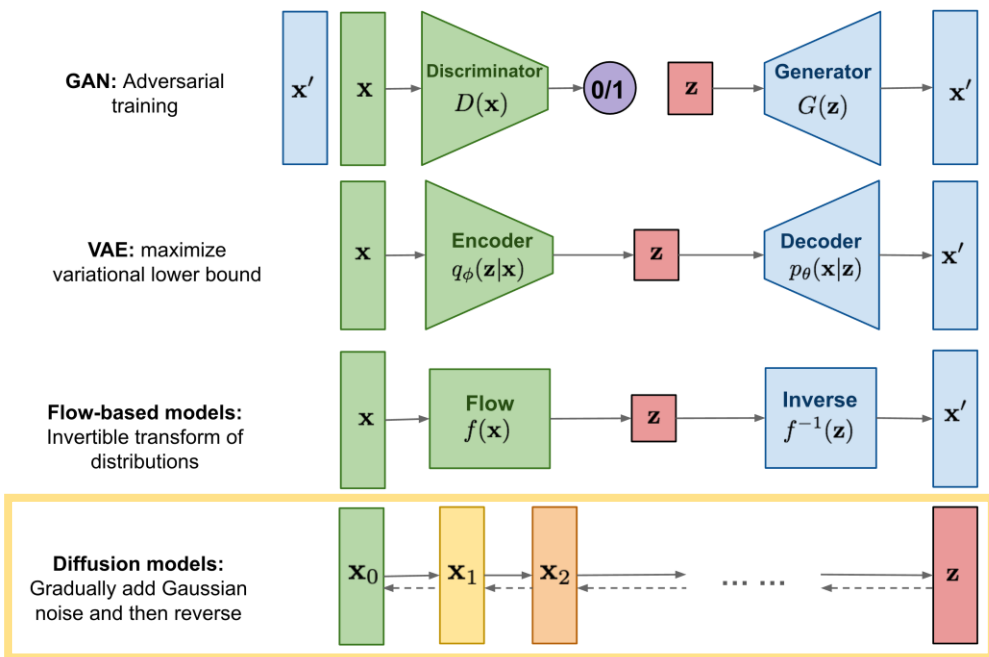 GAN: Adversarial
training
x′
x
Discriminator
D(x)
0/1
z
Generator
G(z)
x′
VAE: maximize
variational lower bound
x
Encoder
qϕ(z|x)
z
Decoder
pθ(x|z)
x′
Flow-based models:
Invertible transform of
distributions
x
Flow
f(x)
z
Inverse
f⁻¹(z)
x′
Diffusion models:
Gradually add Gaussian
noise and then reverse
x₀
x₁
x₂
... ...
z